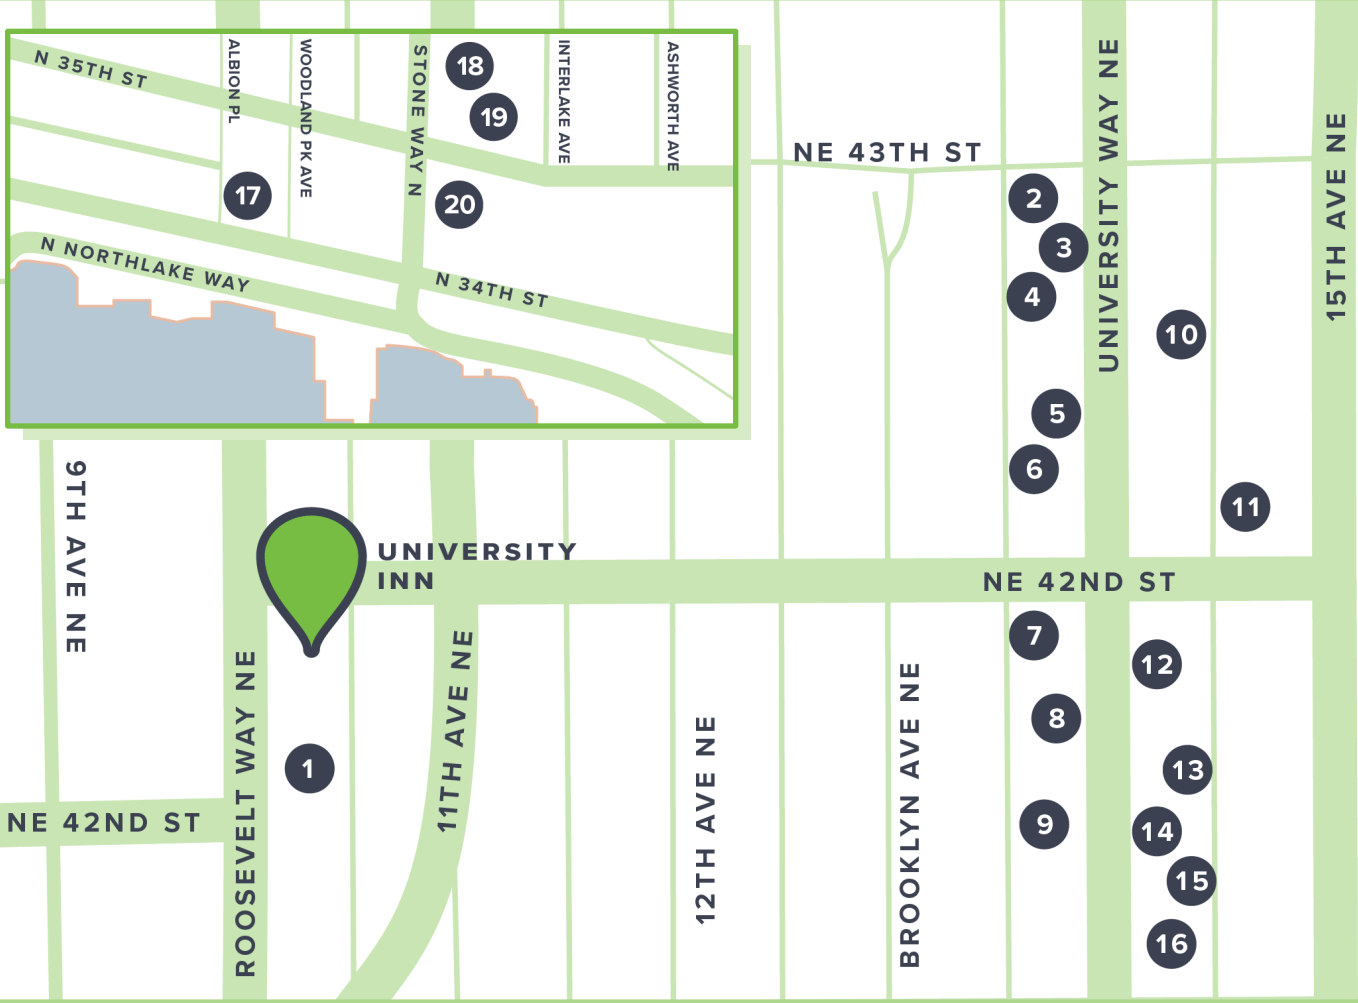 N 35TH ST
ALBION PL
WOODLAND PK AVE
STONE WAY N
18
19
INTERLAKE AVE
ASHWORTH AVE
17
20
N NORTHLAKE WAY
N 34TH ST
NE 43TH ST
UNIVERSITY WAY NE
15TH AVE NE
2
3
4
10
5
6
11
9TH AVE NE
UNIVERSITY
INN
NE 42ND ST
7
12
ROOSEVELT WAY NE
11TH AVE NE
12TH AVE NE
BROOKLYN AVE NE
8
1
13
NE 42ND ST
9
14
15
16